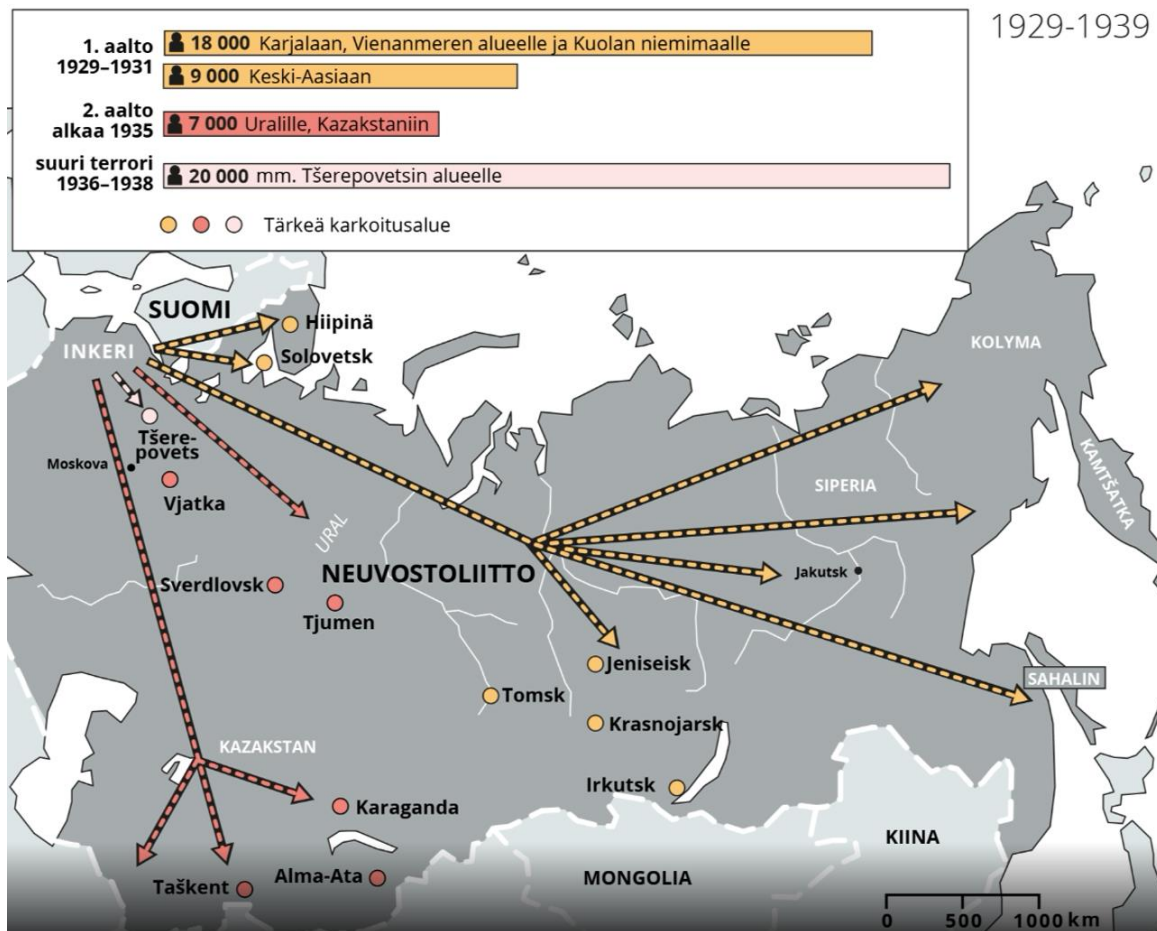 1929-1939
1. aalto
1929–1931
18 000 Karjalaan, Vienanmeren alueelle ja Kuolan niemimaalle
9 000 Keski-Aasiaan
2. aalto
alkaa 1935
7 000 Uralille, Kazakstaniin
suuri terrori
1936–1938
20 000 mm. Tšerepovetsin alueelle
Tärkeä karkoitusalue
SUOMI
Hiipinä
INKERI
Solovetsk
KOLYMA
Tšere-
povets
Moskova
Vjatka
KAMTŠATKA
SIPERIA
URAL
NEUVOSTOLIITTO
Jakutsk
Sverdlovsk
Tjumen
Jeniseisk
SAHALIN
Tomsk
Krasnojarsk
KAZAKSTAN
Irkutsk
Karaganda
KIINA
Alma-Ata
MONGOLIA
Taškent
0 500 1000 km